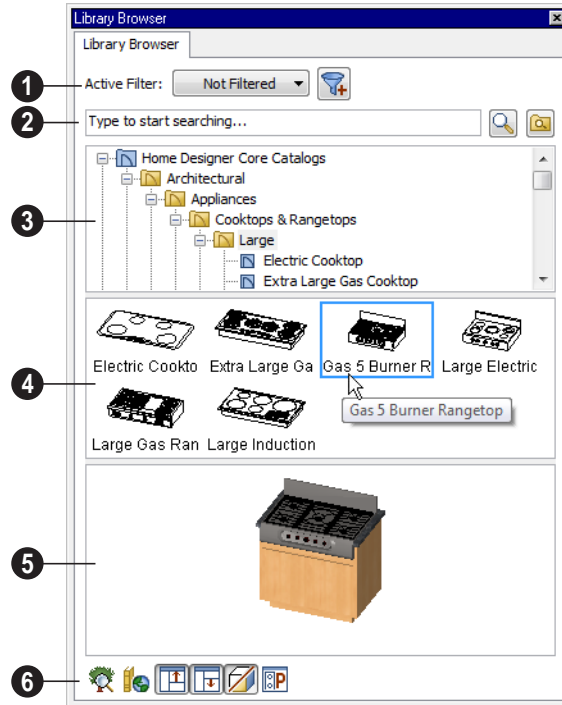 Library Browser
Library Browser
1
Active Filter: Not Filtered
2
Type to start searching...
3
Home Designer Core Catalogs
Architectural
Appliances
Cooktops & Rangetops
Large
Electric Cooktop
Extra Large Gas Cooktop
4
Electric Cookto Extra Large Ga Gas 5 Burner R Large Electric
Gas 5 Burner Rangetop
Large Gas Ran Large Induction
5
6
P